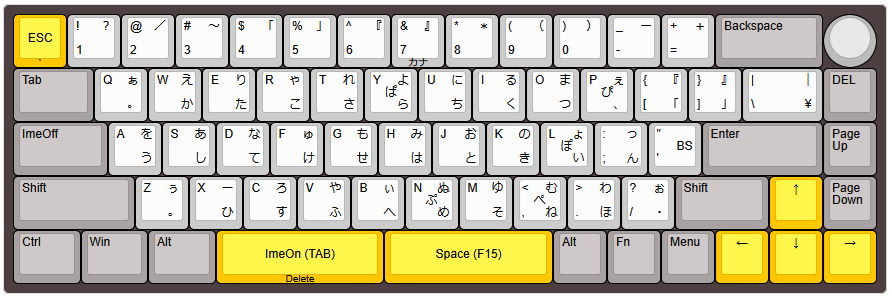 ESC ! ? @ ／ # ～ $ 「 % 」 ^ 『 & 』 * ＊ ( （ ) ） _ ー + ＋ Backspace
` 1 2 3 4 5 6 7 カナ 8 9 0 - =
Tab Q ぁ W え E り R ゃ T れ Y よ U に I る O ま P ぇ { 『 } 』 | ｜ DEL
。 か た こ さ ぱ ら ち く つ ぴ 、 [ 「 ] 」 \ ￥
ImeOff A を S あ D な F ゅ G も H み J お K の L ょ : っ " BS Enter Page Up
う し て け せ は と き ぽ い ; ん '
Shift Z ぅ X ー C ろ V や B ぃ N ぬ M ゆ < む > わ ? ぉ Shift ↑ Page Down
。 ひ す ふ へ ぷ め そ , ぺ ね . ほ / ・
Ctrl Win Alt ImeOn (TAB) Space (F15) Alt Fn Menu ← ↓ →
Delete